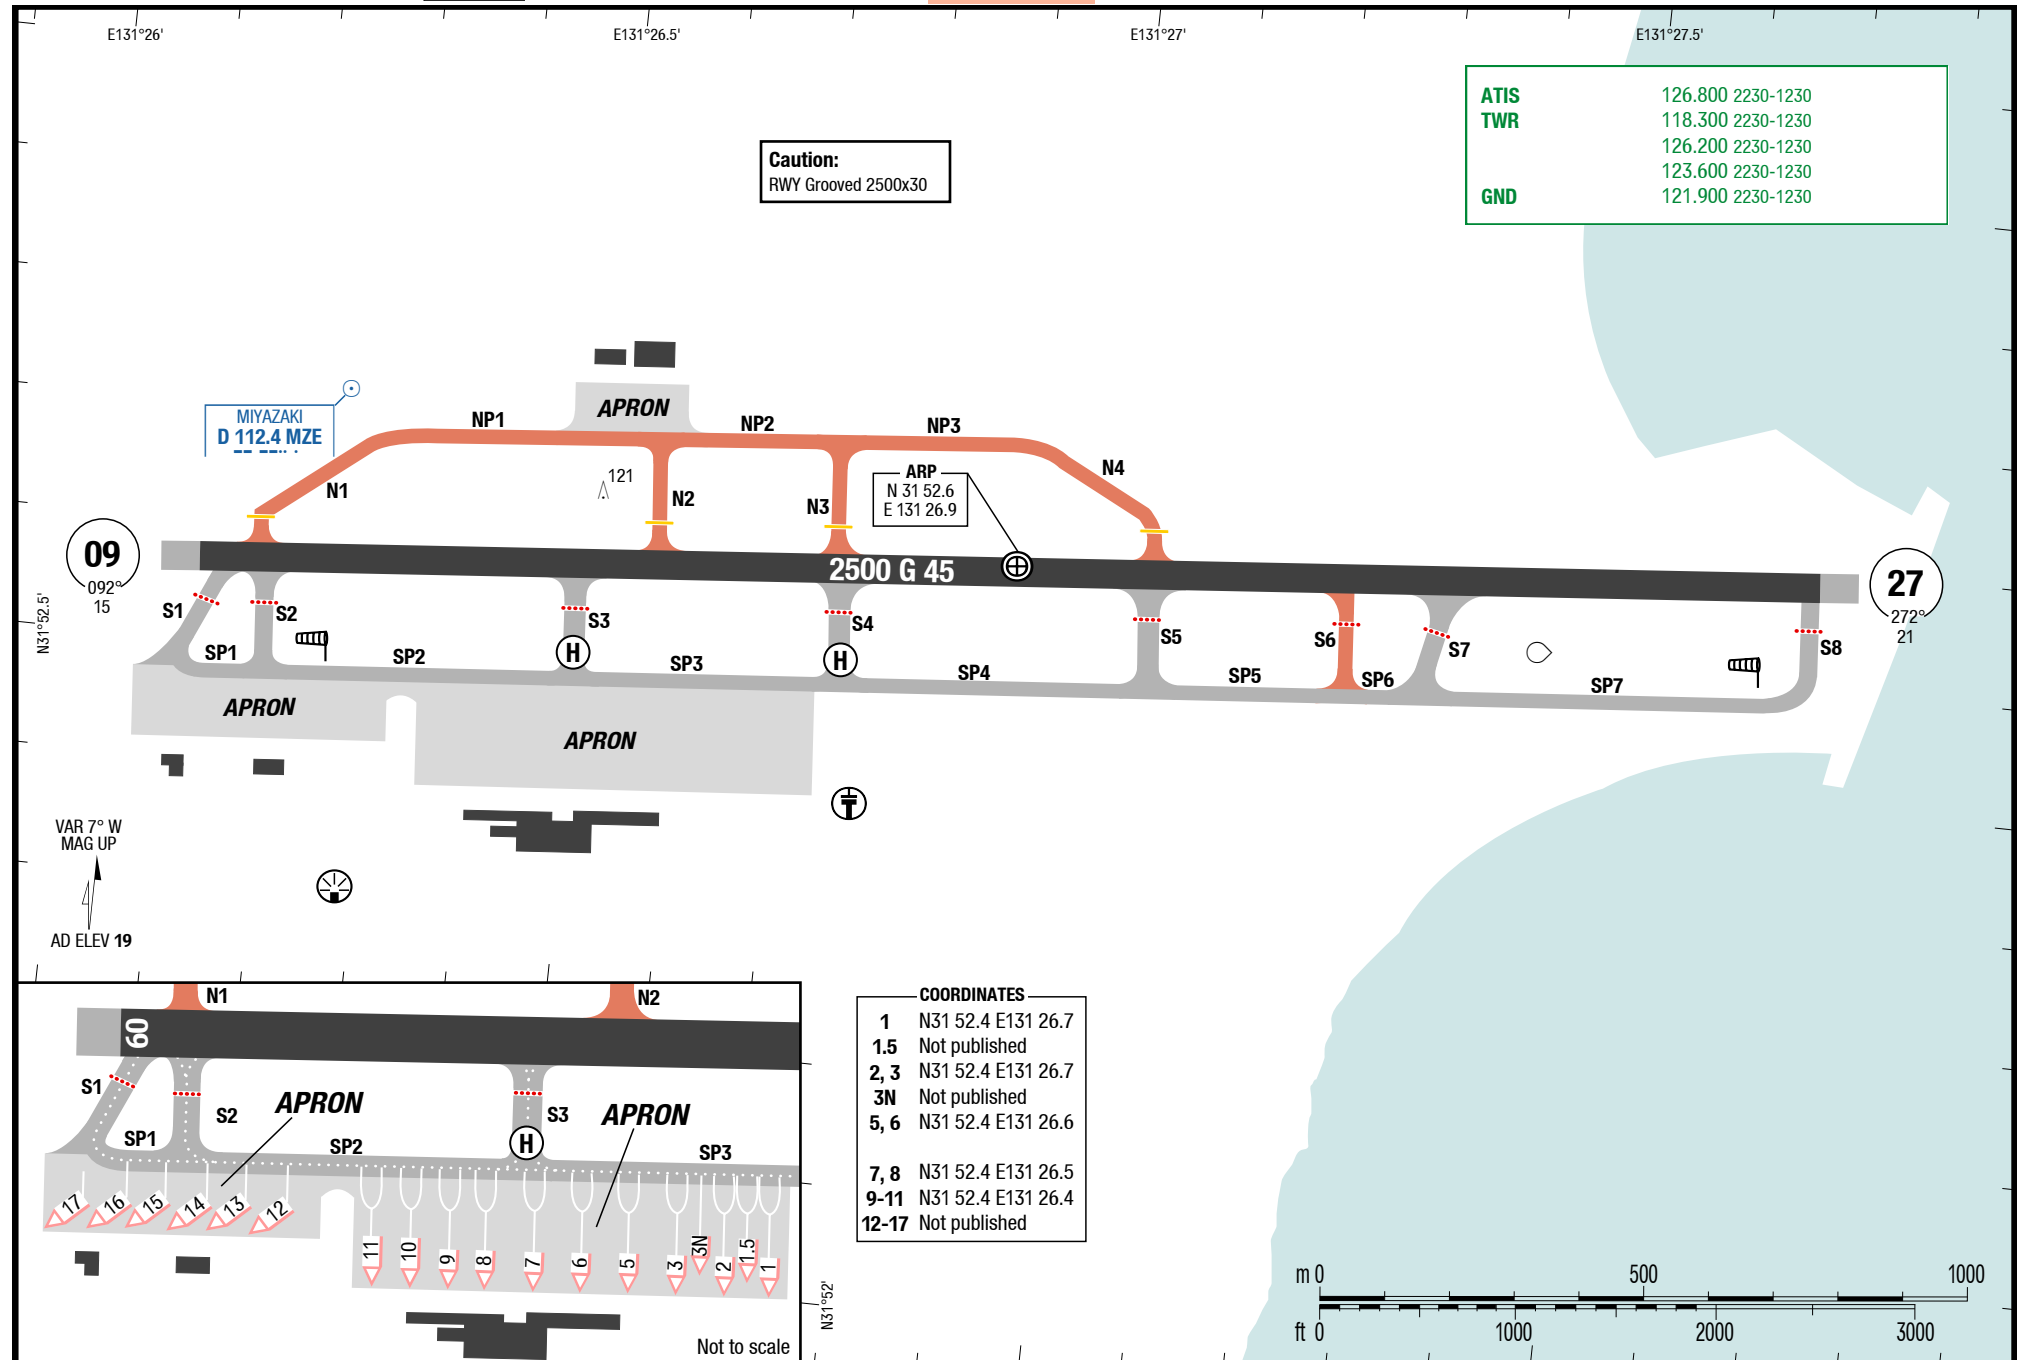 E131°26'
E131°26.5'
E131°27'
E131°27.5'
ATIS 126.800 2230-1230
TWR 118.300 2230-1230
126.200 2230-1230
123.600 2230-1230
GND 121.900 2230-1230
Caution:
RWY Grooved 2500x30
MIYAZAKI
D 112.4 MZE
APRON
NP1
NP2
NP3
N1
121
N2
N3
N4
ARP
N 31 52.6
E 131 26.9
09
092°
15
2500 G 45
27
272°
21
N31°52.5'
S1
S2
S3
S4
S5
S6
S7
S8
H
H
SP1
SP2
SP3
SP4
SP5
SP6
SP7
APRON
APRON
VAR 7° W
MAG UP
AD ELEV 19
N1
N2
09
S1
S2
S3
APRON
APRON
H
SP1
SP2
SP3
17
16
15
14
13
12
11
10
9
8
7
6
5
3
3N
2
1.5
1
Not to scale
N31°52'
COORDINATES
1 N31 52.4 E131 26.7
1.5 Not published
2, 3 N31 52.4 E131 26.7
3N Not published
5, 6 N31 52.4 E131 26.6
7, 8 N31 52.4 E131 26.5
9-11 N31 52.4 E131 26.4
12-17 Not published
m 0 500 1000
ft 0 1000 2000 3000